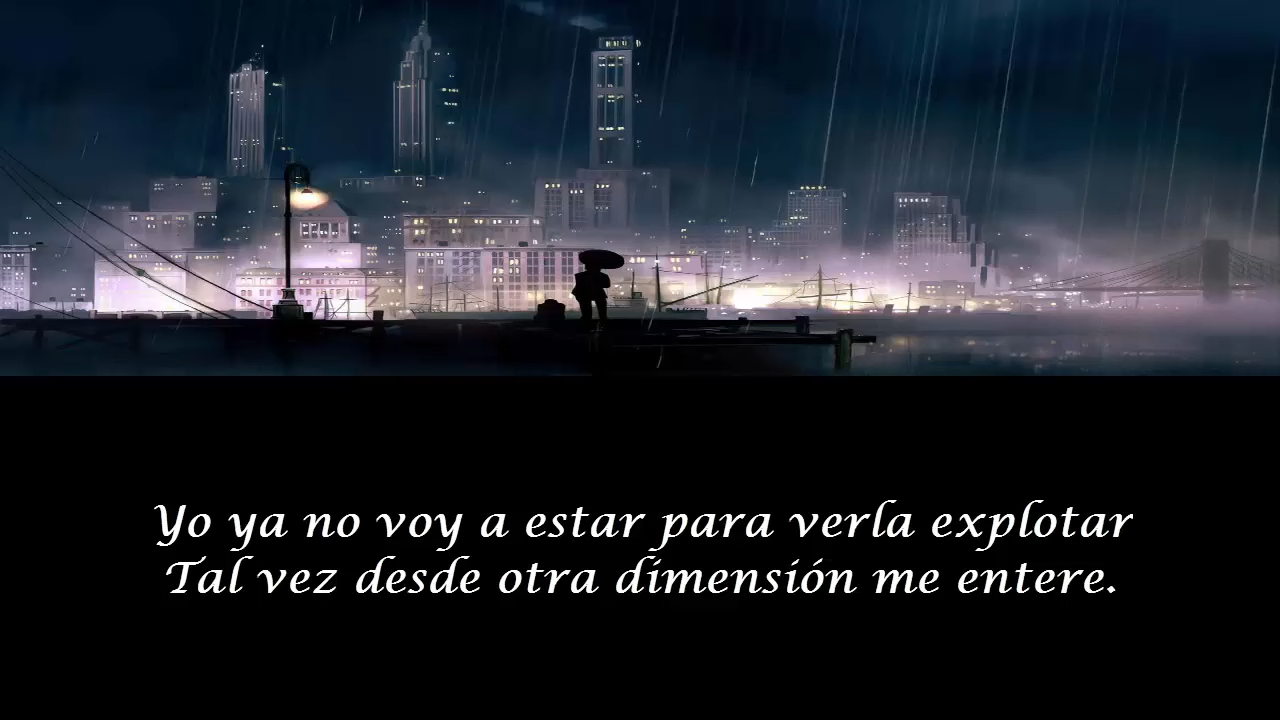 Yo ya no voy a estar para verla explotar
Tal vez desde otra dimensión me entere.